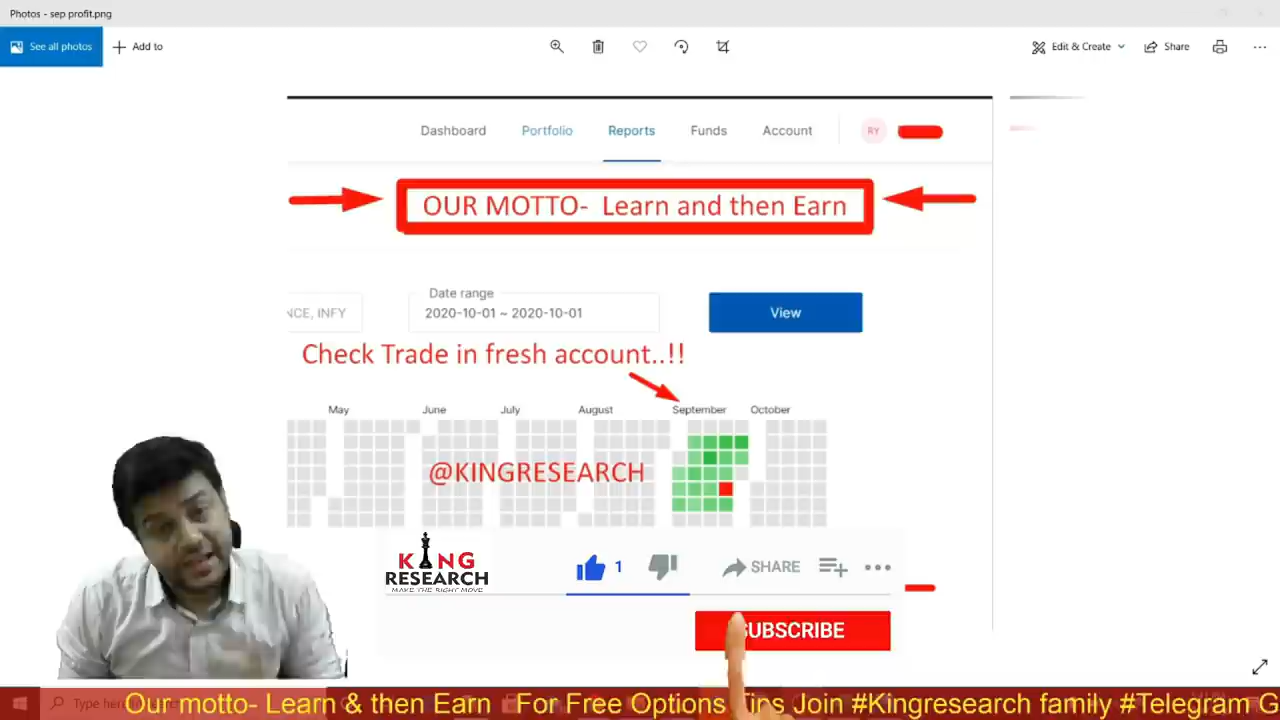 Photos - sep profit.png
See all photos
Add to
Edit & Create
Share
Dashboard Portfolio Reports Funds Account RY
OUR MOTTO- Learn and then Earn
Date range
NCE, INFY 2020-10-01 ~ 2020-10-01 View
Check Trade in fresh account..!!
May June July August September October
@KINGRESEARCH
KING
RESEARCH
MAKE THE RIGHT MOVE
1 SHARE
SUBSCRIBE
Our motto- Learn & then Earn For Free Options Tips Join #Kingresearch family #Telegram G
Type here